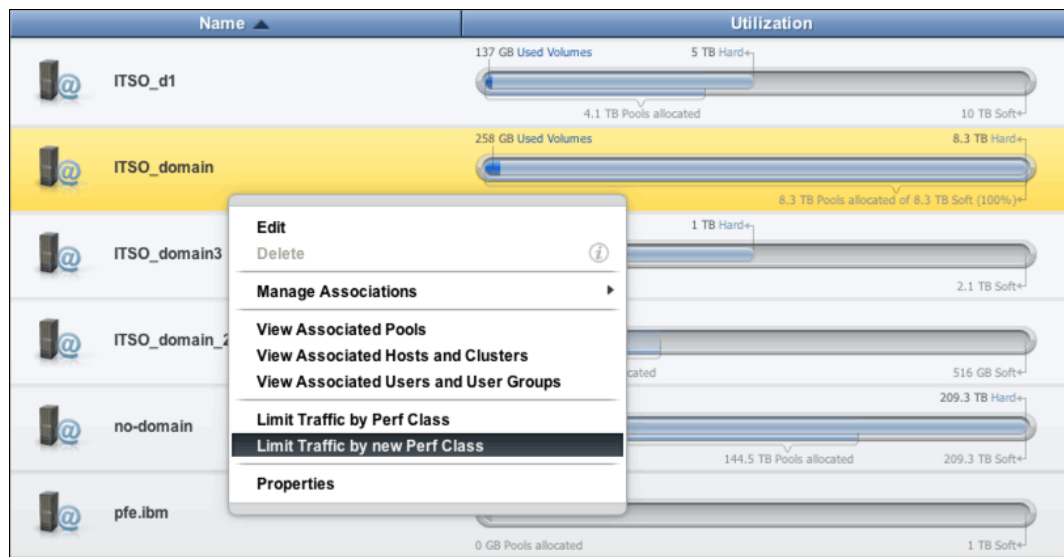 Name Utilization
137 GB Used Volumes 5 TB Hard
ITSO_d1
4.1 TB Pools allocated 10 TB Soft
258 GB Used Volumes 8.3 TB Hard
ITSO_domain
8.3 TB Pools allocated of 8.3 TB Soft (100%)
1 TB Hard
ITSO_domain3
2.1 TB Soft
ITSO_domain_2
cated 516 GB Soft
209.3 TB Hard
no-domain
144.5 TB Pools allocated 209.3 TB Soft
pfe.ibm
0 GB Pools allocated 1 TB Soft
Edit
Delete i
Manage Associations
View Associated Pools
View Associated Hosts and Clusters
View Associated Users and User Groups
Limit Traffic by Perf Class
Limit Traffic by new Perf Class
Properties